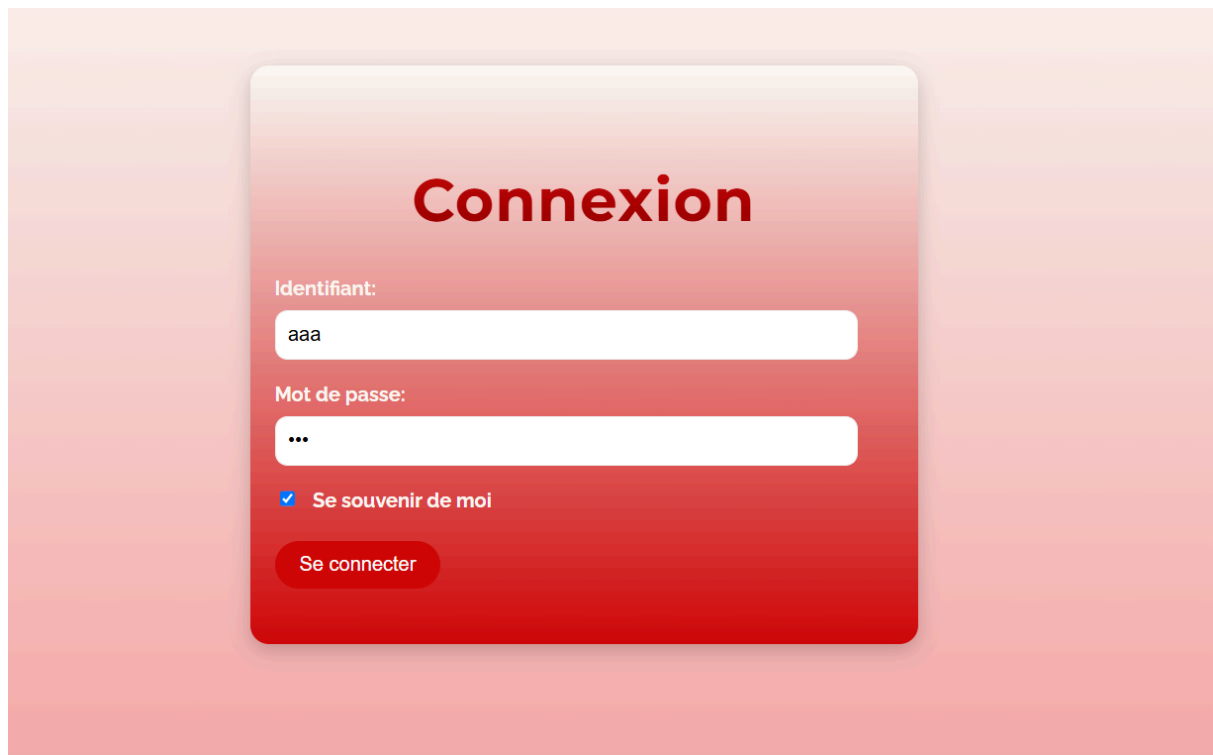 Connexion
Identifiant:
aaa
Mot de passe:
•••
Se souvenir de moi
Se connecter